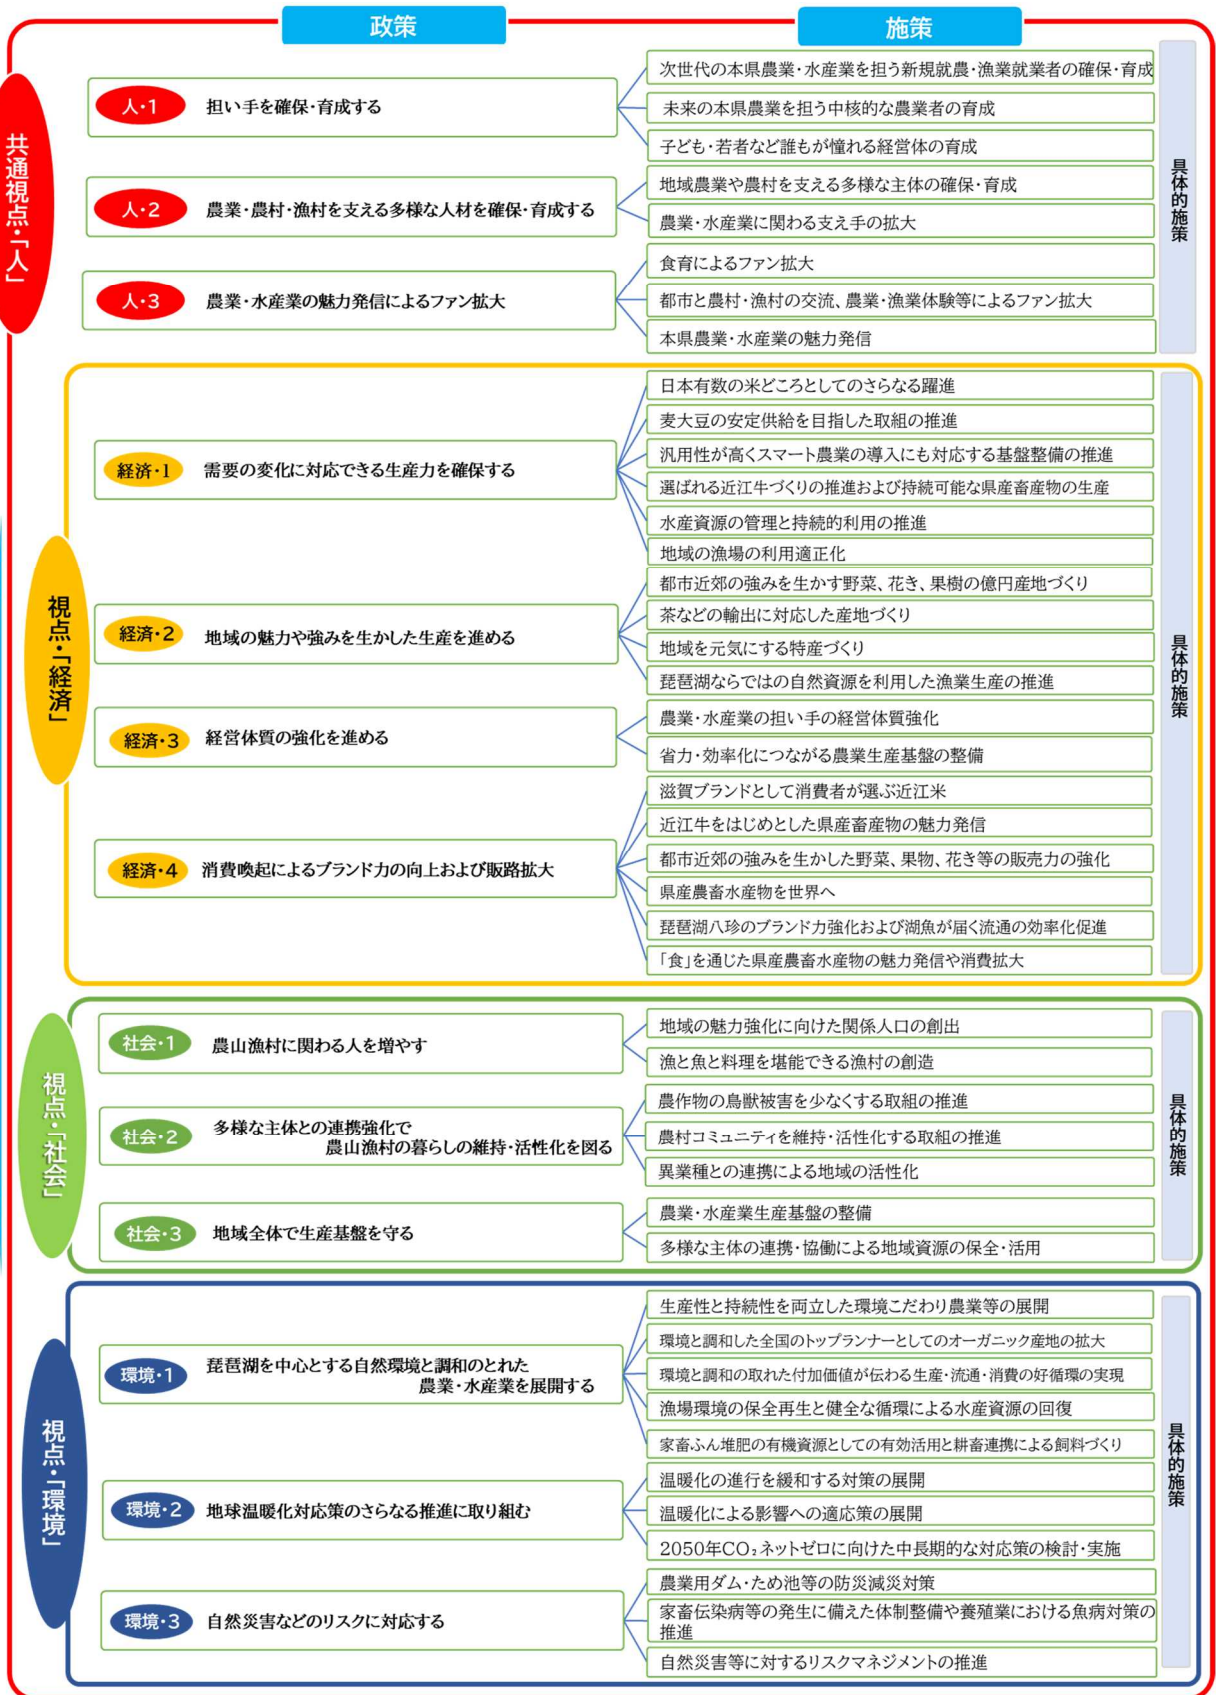 政策
施策
共通視点・「人」
人・1
担い手を確保・育成する
次世代の本県農業・水産業を担う新規就農・漁業就業者の確保・育成
未来の本県農業を担う中核的な農業者の育成
子ども・若者など誰もが憧れる経営体の育成
人・2
農業・農村・漁村を支える多様な人材を確保・育成する
地域農業や農村を支える多様な主体の確保・育成
農業・水産業に関わる支え手の拡大
人・3
農業・水産業の魅力発信によるファン拡大
食育によるファン拡大
都市と農村・漁村の交流、農業・漁業体験等によるファン拡大
本県農業・水産業の魅力発信
具体的施策
視点・「経済」
経済・1
需要の変化に対応できる生産力を確保する
日本有数の米どころとしてのさらなる躍進
麦大豆の安定供給を目指した取組の推進
汎用性が高くスマート農業の導入にも対応する基盤整備の推進
選ばれる近江牛づくりの推進および持続可能な県産畜産物の生産
水産資源の管理と持続的利用の推進
地域の漁場の利用適正化
経済・2
地域の魅力や強みを生かした生産を進める
都市近郊の強みを生かす野菜、花き、果樹の億円産地づくり
茶などの輸出に対応した産地づくり
地域を元気にする特産づくり
琵琶湖ならではの自然資源を利用した漁業生産の推進
経済・3
経営体質の強化を進める
農業・水産業の担い手の経営体質強化
省力・効率化につながる農業生産基盤の整備
経済・4
消費喚起によるブランド力の向上および販路拡大
滋賀ブランドとして消費者が選ぶ近江米
近江牛をはじめとした県産畜産物の魅力発信
都市近郊の強みを生かした野菜、果物、花き等の販売力の強化
県産農畜水産物を世界へ
琵琶湖八珍のブランド力強化および湖魚が届く流通の効率化促進
「食」を通じた県産農畜水産物の魅力発信や消費拡大
具体的施策
視点・「社会」
社会・1
農山漁村に関わる人を増やす
地域の魅力強化に向けた関係人口の創出
漁と魚と料理を堪能できる漁村の創造
社会・2
多様な主体との連携強化で
農山漁村の暮らしの維持・活性化を図る
農作物の鳥獣被害を少なくする取組の推進
農村コミュニティを維持・活性化する取組の推進
異業種との連携による地域の活性化
社会・3
地域全体で生産基盤を守る
農業・水産業生産基盤の整備
多様な主体の連携・協働による地域資源の保全・活用
具体的施策
視点・「環境」
環境・1
琵琶湖を中心とする自然環境と調和のとれた
農業・水産業を展開する
生産性と持続性を両立した環境こだわり農業等の展開
環境と調和した全国のトップランナーとしてのオーガニック産地の拡大
環境と調和の取れた付加価値が伝わる生産・流通・消費の好循環の実現
漁場環境の保全再生と健全な循環による水産資源の回復
家畜ふん堆肥の有機資源としての有効活用と耕畜連携による飼料づくり
環境・2
地球温暖化対応策のさらなる推進に取り組む
温暖化の進行を緩和する対策の展開
温暖化による影響への適応策の展開
2050年CO₂ネットゼロに向けた中長期的な対応策の検討・実施
環境・3
自然災害などのリスクに対応する
農業用ダム・ため池等の防災減災対策
家畜伝染病等の発生に備えた体制整備や養殖業における魚病対策の
推進
自然災害等に対するリスクマネジメントの推進
具体的施策